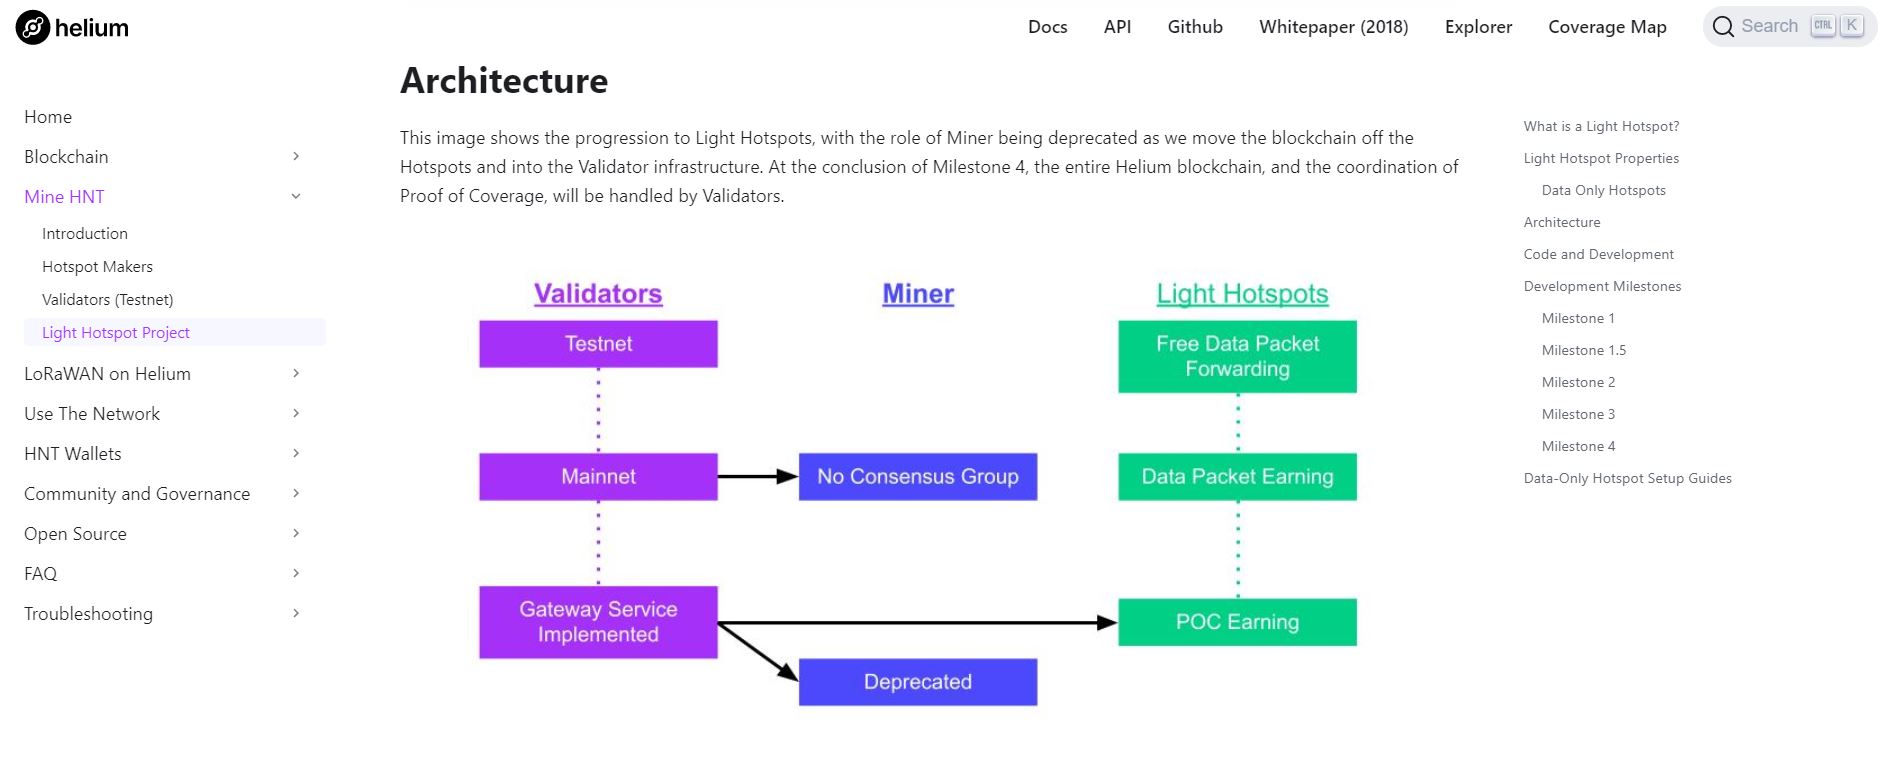 helium
Docs API Github Whitepaper (2018) Explorer Coverage Map Search CTRL K
Home
Blockchain
Mine HNT
Introduction
Hotspot Makers
Validators (Testnet)
Light Hotspot Project
LoRaWAN on Helium
Use The Network
HNT Wallets
Community and Governance
Open Source
FAQ
Troubleshooting
Architecture
This image shows the progression to Light Hotspots, with the role of Miner being deprecated as we move the blockchain off the
Hotspots and into the Validator infrastructure. At the conclusion of Milestone 4, the entire Helium blockchain, and the coordination of
Proof of Coverage, will be handled by Validators.
Validators Miner Light Hotspots
Testnet
Free Data Packet
Forwarding
Mainnet No Consensus Group Data Packet Earning
Gateway Service
Implemented
POC Earning
Deprecated
What is a Light Hotspot?
Light Hotspot Properties
Data Only Hotspots
Architecture
Code and Development
Development Milestones
Milestone 1
Milestone 1.5
Milestone 2
Milestone 3
Milestone 4
Data-Only Hotspot Setup Guides